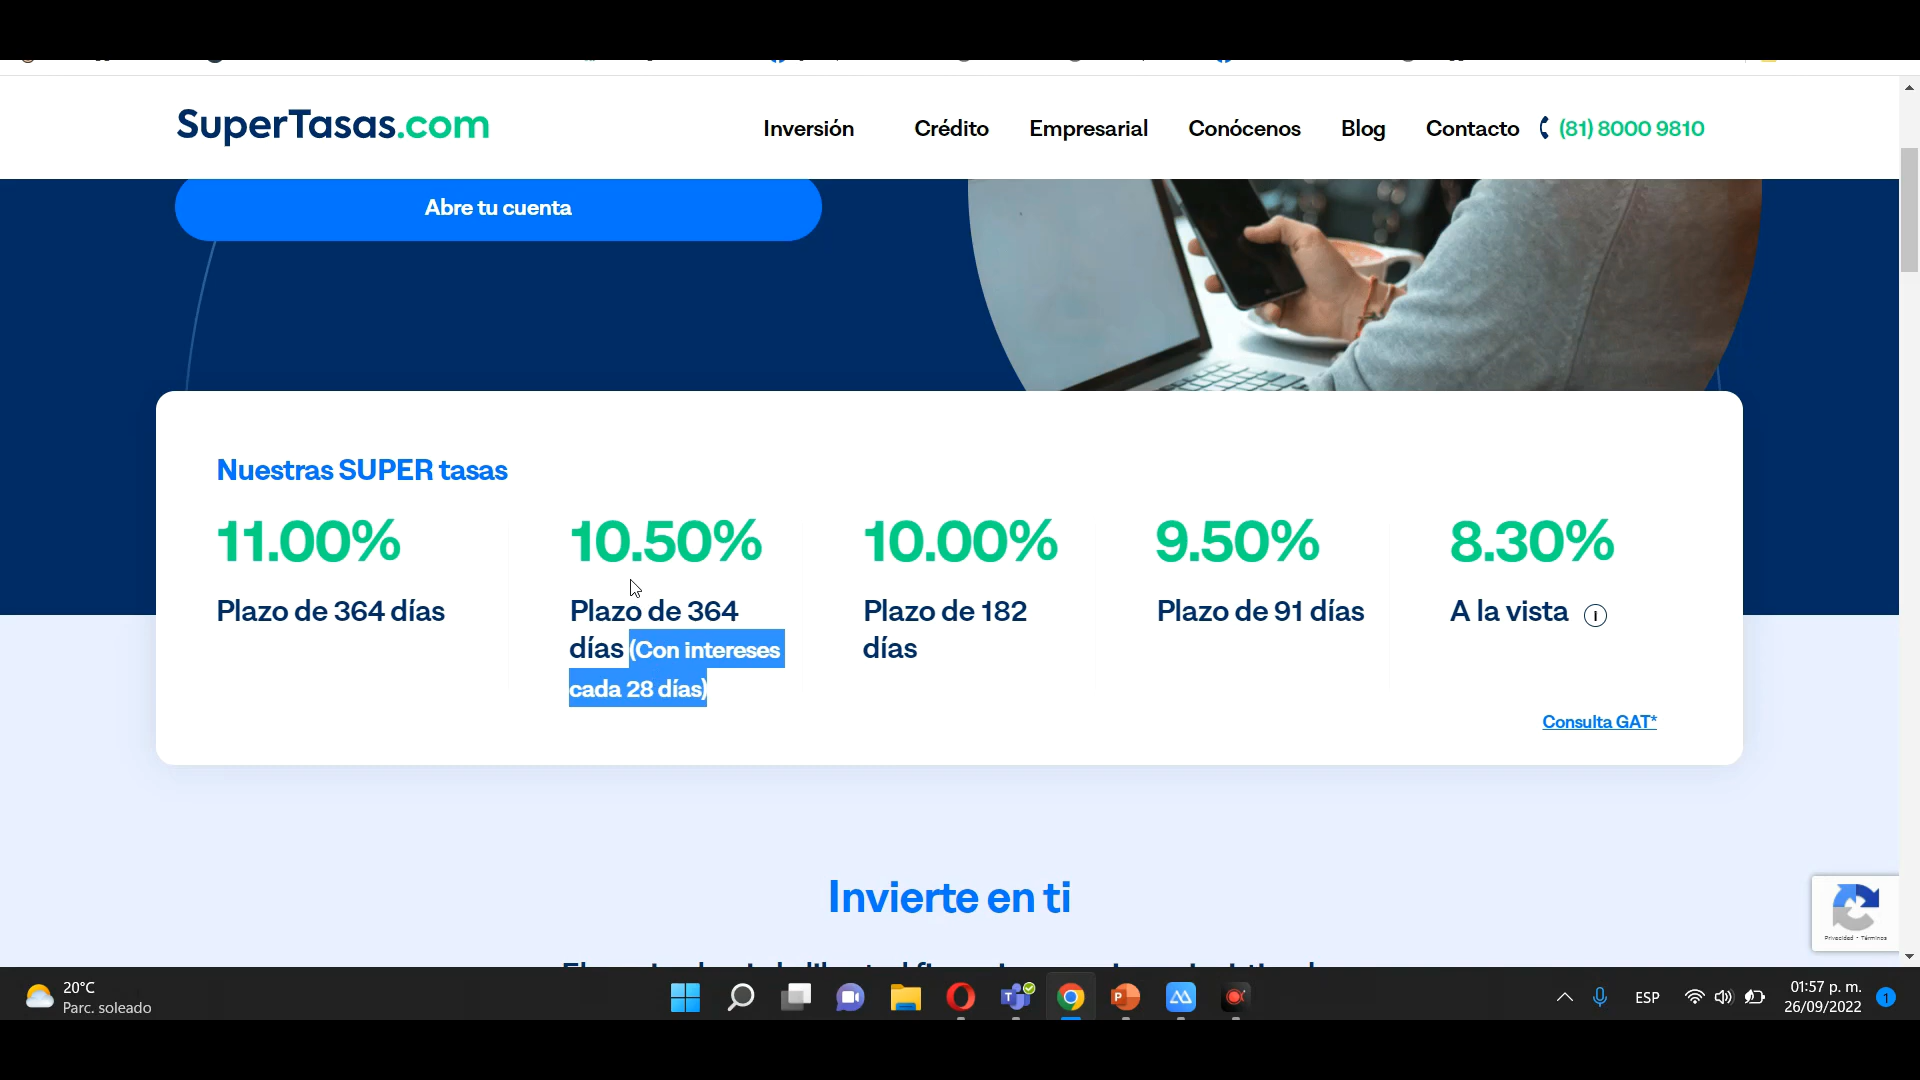 SuperTasas.com
Inversión Crédito Empresarial Conócenos Blog Contacto (81) 8000 9810
Abre tu cuenta
Nuestras SUPER tasas
11.00%
Plazo de 364 días
10.50%
Plazo de 364
días (Con intereses
cada 28 días)
10.00%
Plazo de 182
días
9.50%
Plazo de 91 días
8.30%
A la vista
Consulta GAT*
Invierte en ti
Privacidad - Términos
20°C
Parc. soleado
ESP
01:57 p. m.
26/09/2022
1